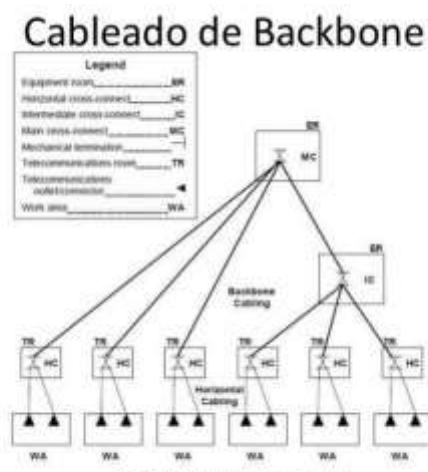 Cableado de Backbone
Legend
Equipment room ER
Horizontal cross-connect HC
Intermediate cross-connect IC
Main cross-connect MC
Mechanical termination
Telecommunications room TR
Telecommunications
outlet/connector
Work area WA
ER
MC
ER
IC
Backbone
Cabling
TR TR TR TR TR TR
HC HC HC HC HC HC
Horizontal
Cabling
WA WA WA WA WA WA